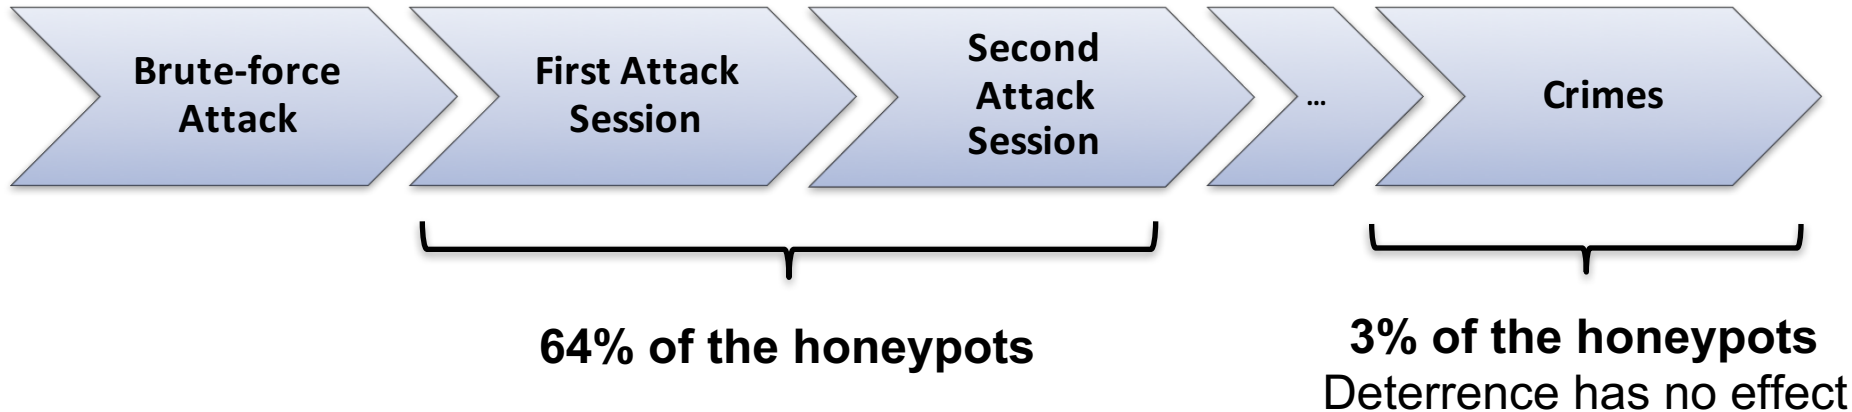 Brute-force
Attack
First Attack
Session
Second
Attack
Session
...
Crimes
64% of the honeypots
3% of the honeypots
Deterrence has no effect